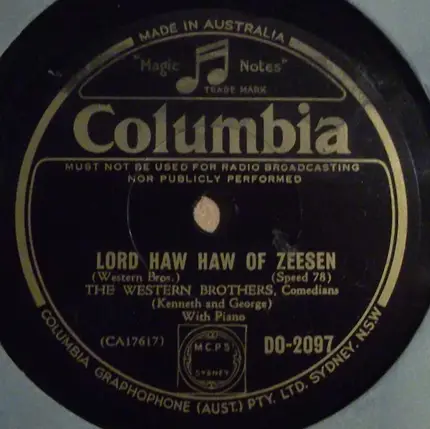 MADE IN AUSTRALIA
"Magic Notes"
TRADE MARK
Columbia
MUST NOT BE USED FOR RADIO BROADCASTING
NOR PUBLICLY PERFORMED
LORD HAW HAW OF ZEESEN
(Western Bros.) (Speed 78)
THE WESTERN BROTHERS, Comedians
(Kenneth and George)
With Piano
(CA17617) DO-2097
M.C.P.S
SYDNEY
COLUMBIA GRAPHOPHONE (AUST.) PTY. LTD. SYDNEY. N.S.W